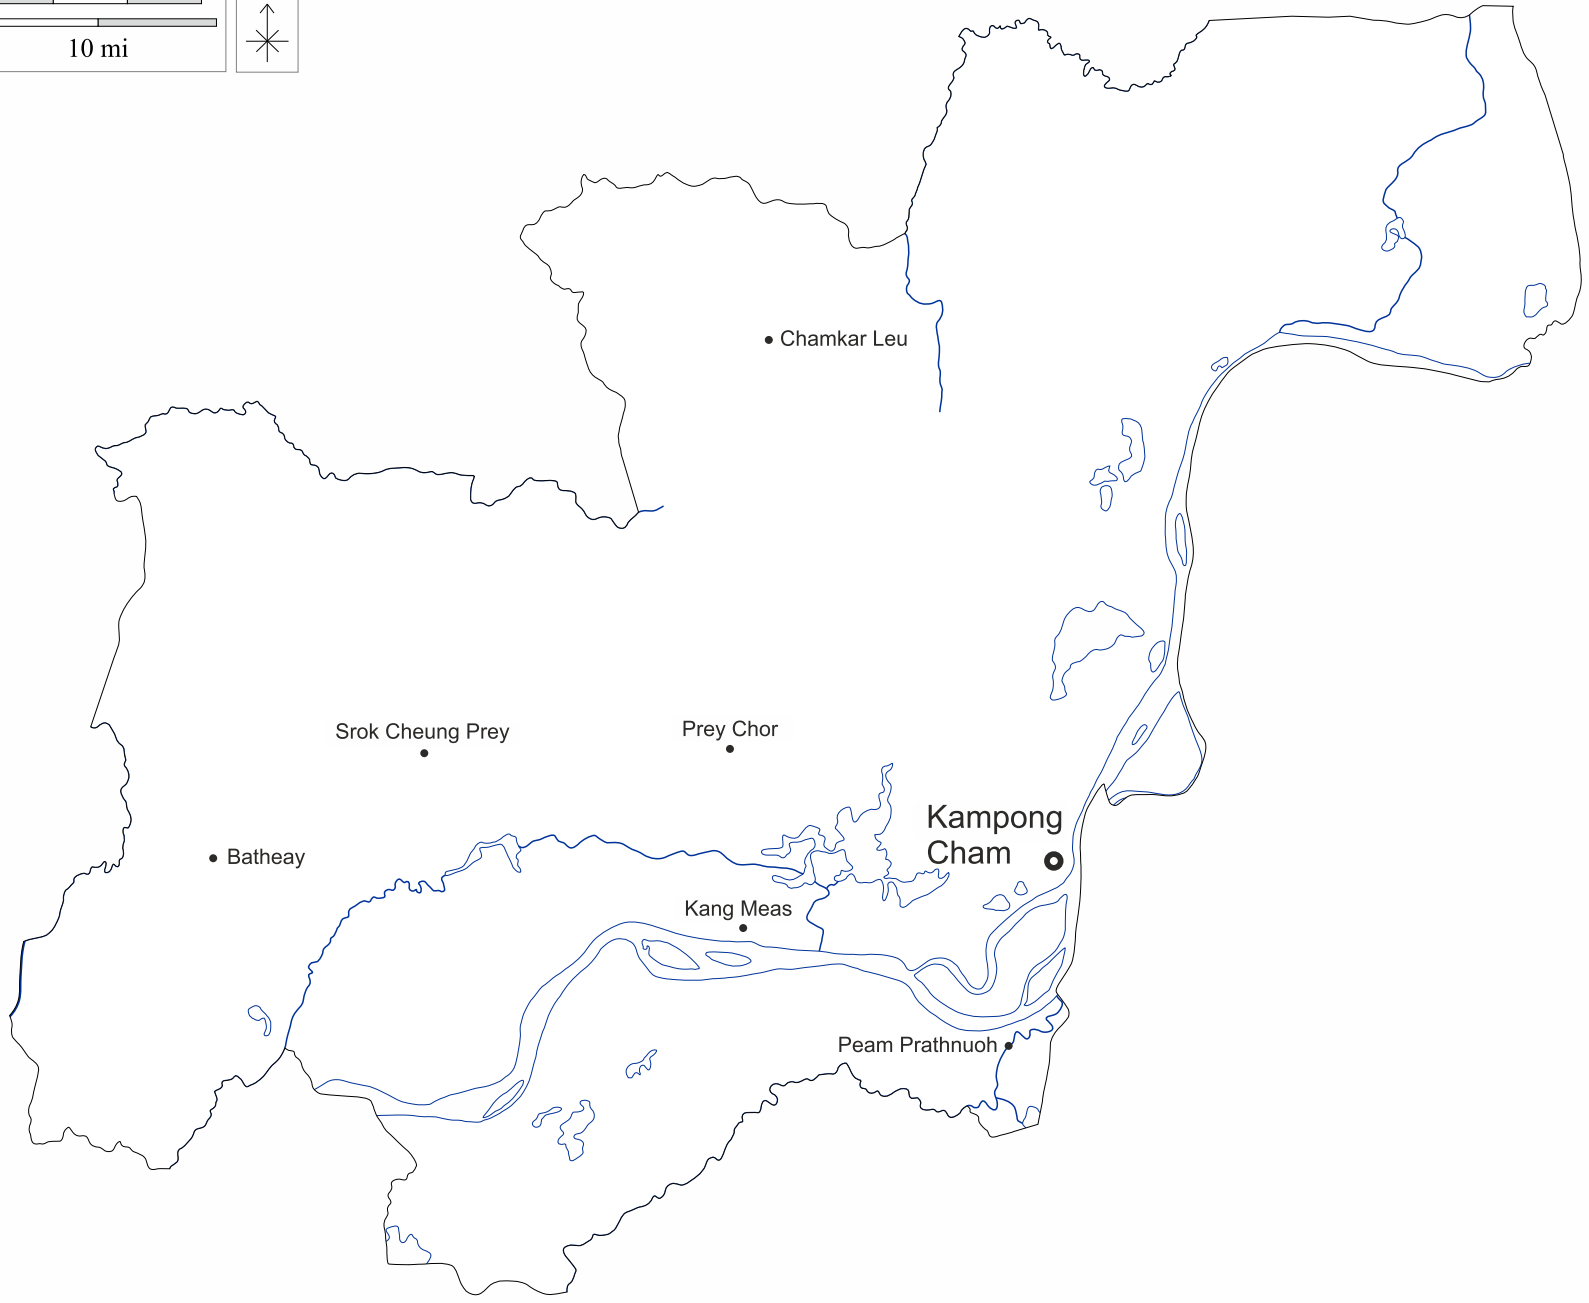 10 mi
Chamkar Leu
Srok Cheung Prey
Prey Chor
Kampong
Cham
Batheay
Kang Meas
Peam Prathnuoh